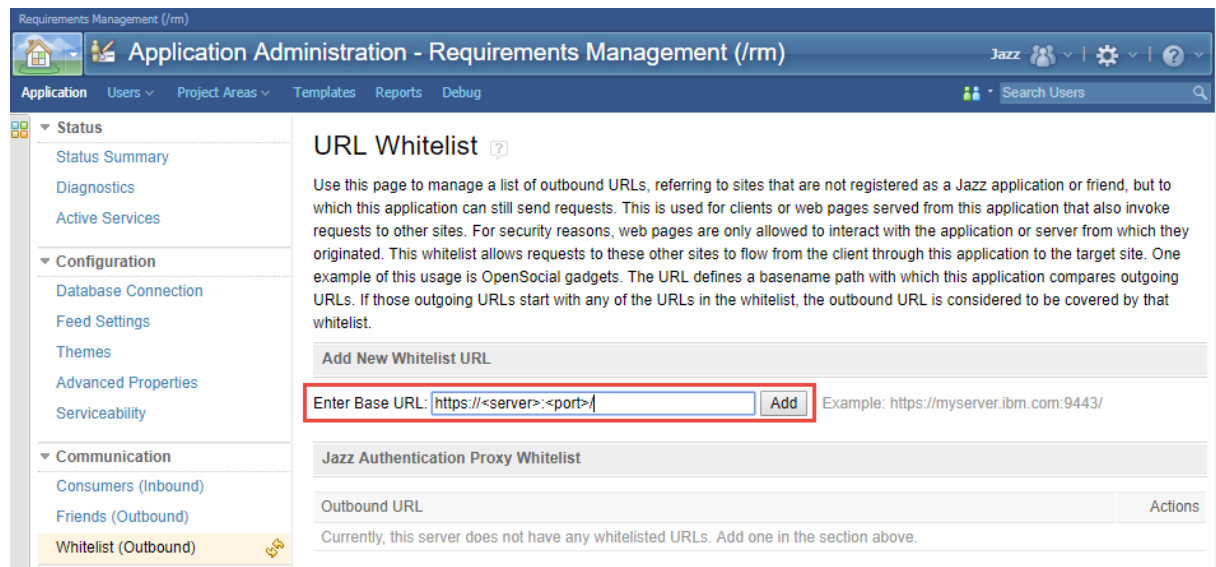 Requirements Management (/rm)
Application Administration - Requirements Management (/rm)
Jazz
Application Users Project Areas Templates Reports Debug
Search Users
Status
Status Summary
Diagnostics
Active Services
Configuration
Database Connection
Feed Settings
Themes
Advanced Properties
Serviceability
Communication
Consumers (Inbound)
Friends (Outbound)
Whitelist (Outbound)
URL Whitelist ?
Use this page to manage a list of outbound URLs, referring to sites that are not registered as a Jazz application or friend, but to
which this application can still send requests. This is used for clients or web pages served from this application that also invoke
requests to other sites. For security reasons, web pages are only allowed to interact with the application or server from which they
originated. This whitelist allows requests to these other sites to flow from the client through this application to the target site. One
example of this usage is OpenSocial gadgets. The URL defines a basename path with which this application compares outgoing
URLs. If those outgoing URLs start with any of the URLs in the whitelist, the outbound URL is considered to be covered by that
whitelist.
Add New Whitelist URL
Enter Base URL: https://<server>:<port>/ Add Example: https://myserver.ibm.com:9443/
Jazz Authentication Proxy Whitelist
Outbound URL Actions
Currently, this server does not have any whitelisted URLs. Add one in the section above.